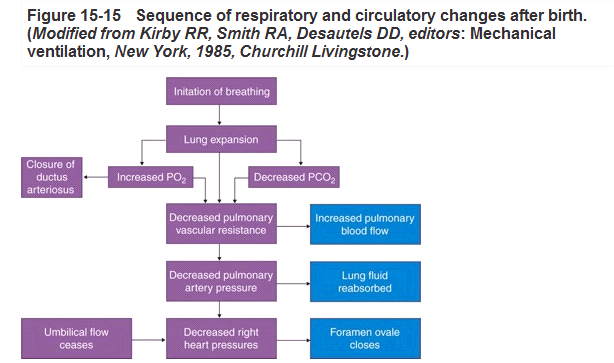 Figure 15-15 Sequence of respiratory and circulatory changes after birth.
(Modified from Kirby RR, Smith RA, Desautels DD, editors: Mechanical
ventilation, New York, 1985, Churchill Livingstone.)
Initation of breathing
Lung expansion
Closure of
ductus
arteriosus
Increased PO2
Decreased PCO2
Decreased pulmonary
vascular resistance
Increased pulmonary
blood flow
Decreased pulmonary
artery pressure
Lung fluid
reabsorbed
Umbilical flow
ceases
Decreased right
heart pressures
Foramen ovale
closes